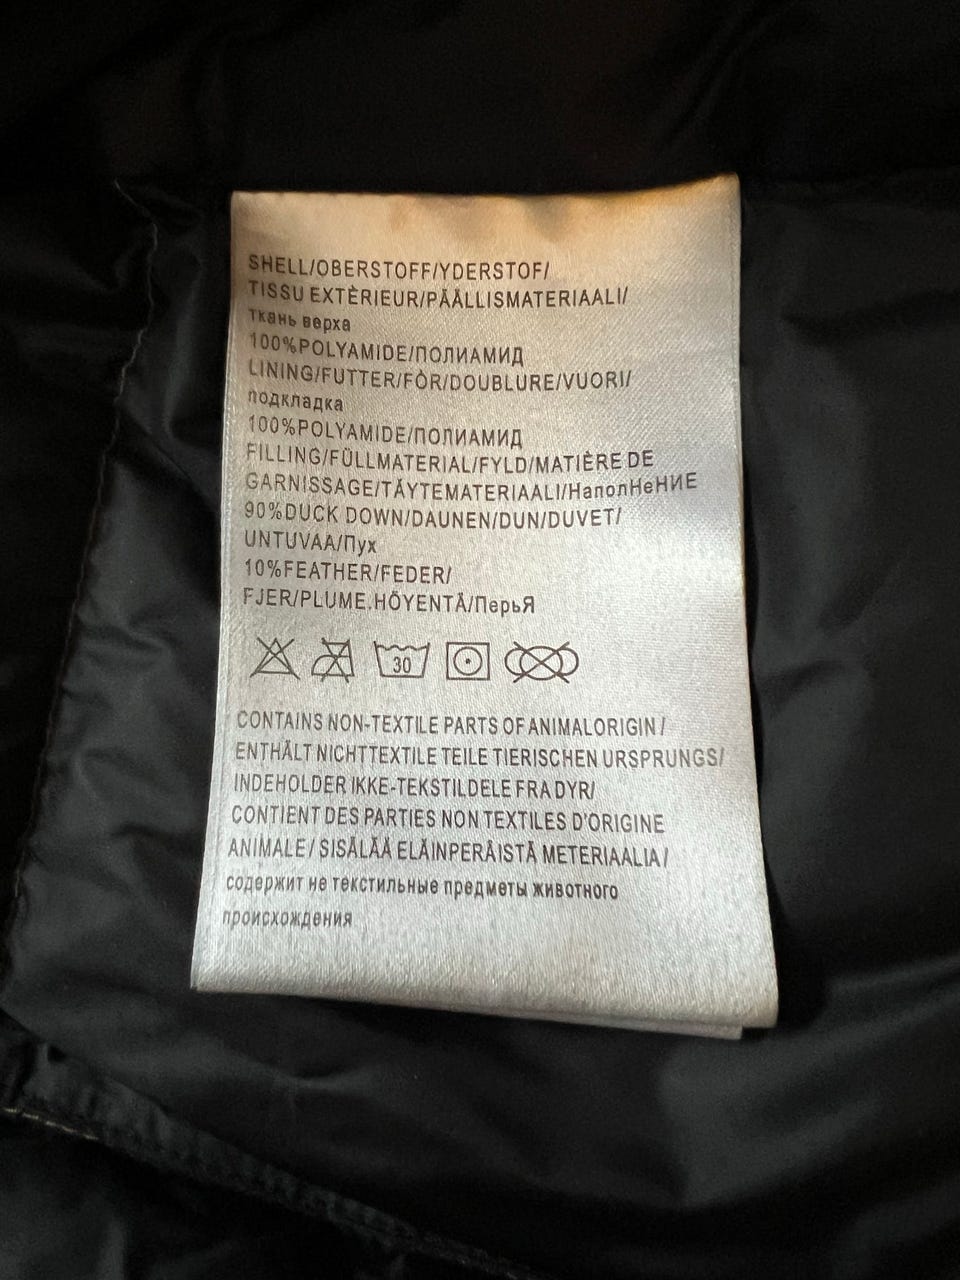 SHELL/OBERSTOFF/YDERSTOF/
TISSU EXTÈRIEUR/PÄÄLLISMATERIAALI/
ткань верха
100%POLYAMIDE/ПОЛИАМИД
LINING/FUTTER/FÒR/DOUBLURE/VUORI/
подкладка
100%POLYAMIDE/ПОЛИАМИД
FILLING/FÜLLMATERIAL/FYLD/MATIÈRE DE
GARNISSAGE/TÄYTEMATERIAALI/НапоЛНеНИЕ
90%DUCK DOWN/DAUNEN/DUN/DUVET/
UNTUVAA/Пух
10%FEATHER/FEDER/
FJER/PLUME.HÖYENTÄ/ПерьЯ
30
CONTAINS NON-TEXTILE PARTS OF ANIMALORIGIN /
ENTHÄLT NICHTTEXTILE TEILE TIERISCHEN URSPRUNGS/
INDEHOLDER IKKE-TEKSTILDELE FRA DYR/
CONTIENT DES PARTIES NON TEXTILES D'ORIGINE
ANIMALE / SISÄLÄÄ ELÄINPERÄISTÄ METERIAALIA /
содержит не текстильные предметы животного
происхождения